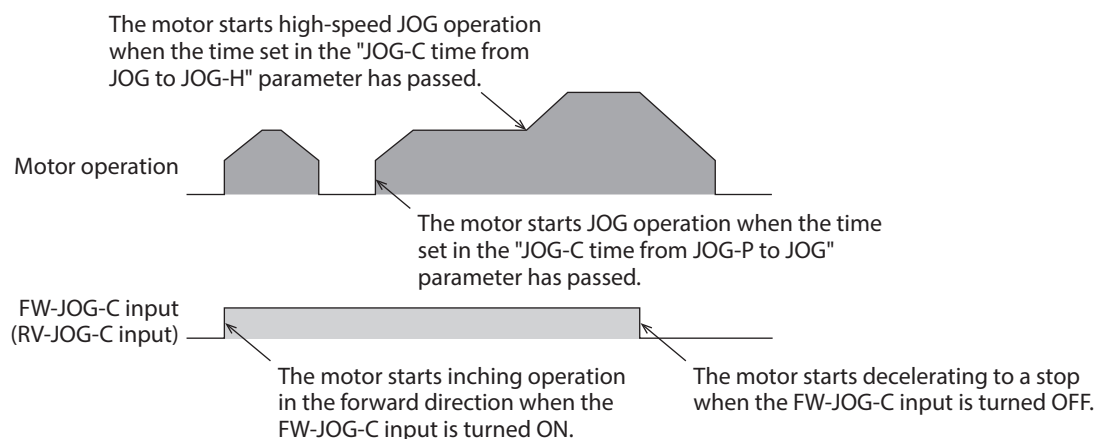 The motor starts high-speed JOG operation
when the time set in the "JOG-C time from
JOG to JOG-H" parameter has passed.
Motor operation
The motor starts JOG operation when the time
set in the "JOG-C time from JOG-P to JOG"
parameter has passed.
FW-JOG-C input
(RV-JOG-C input)
The motor starts inching operation
in the forward direction when the
FW-JOG-C input is turned ON.
The motor starts decelerating to a stop
when the FW-JOG-C input is turned OFF.